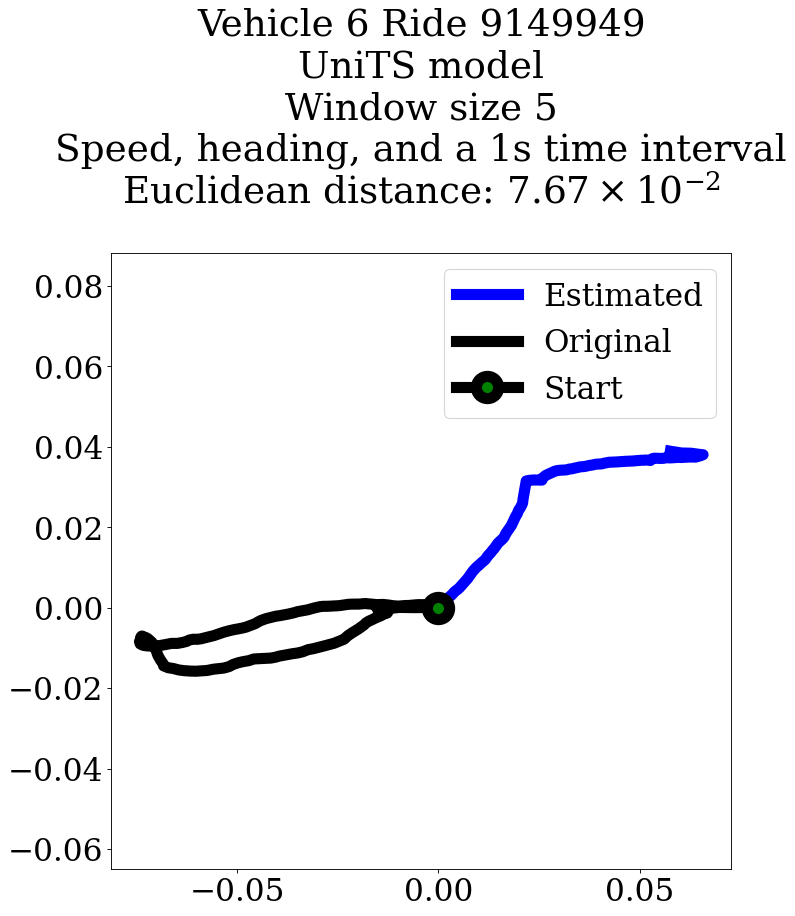 Vehicle 6 Ride 9149949
UniTS model
Window size 5
Speed, heading, and a 1s time interval
Euclidean distance: 7.67 × 10⁻²
Estimated
Original
Start
0.08
0.06
0.04
0.02
0.00
−0.02
−0.04
−0.06
−0.05 0.00 0.05